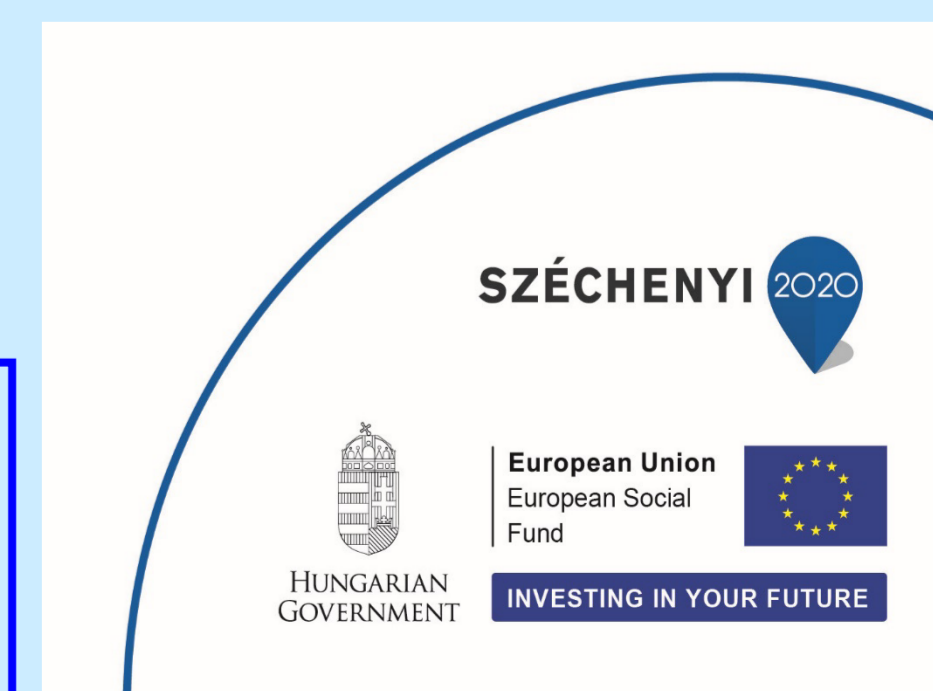 SZÉCHENYI 2020
European Union
European Social
Fund
HUNGARIAN
GOVERNMENT
INVESTING IN YOUR FUTURE